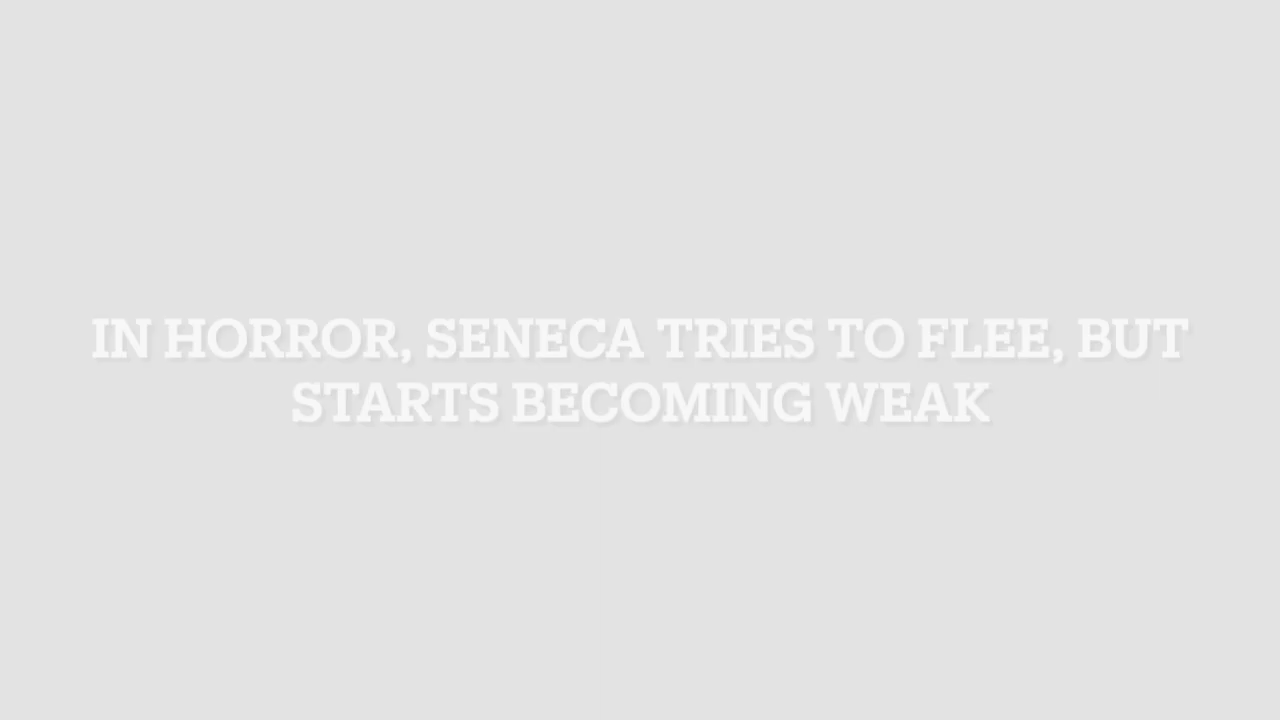 IN HORROR, SENECA TRIES TO FLEE, BUT
STARTS BECOMING WEAK